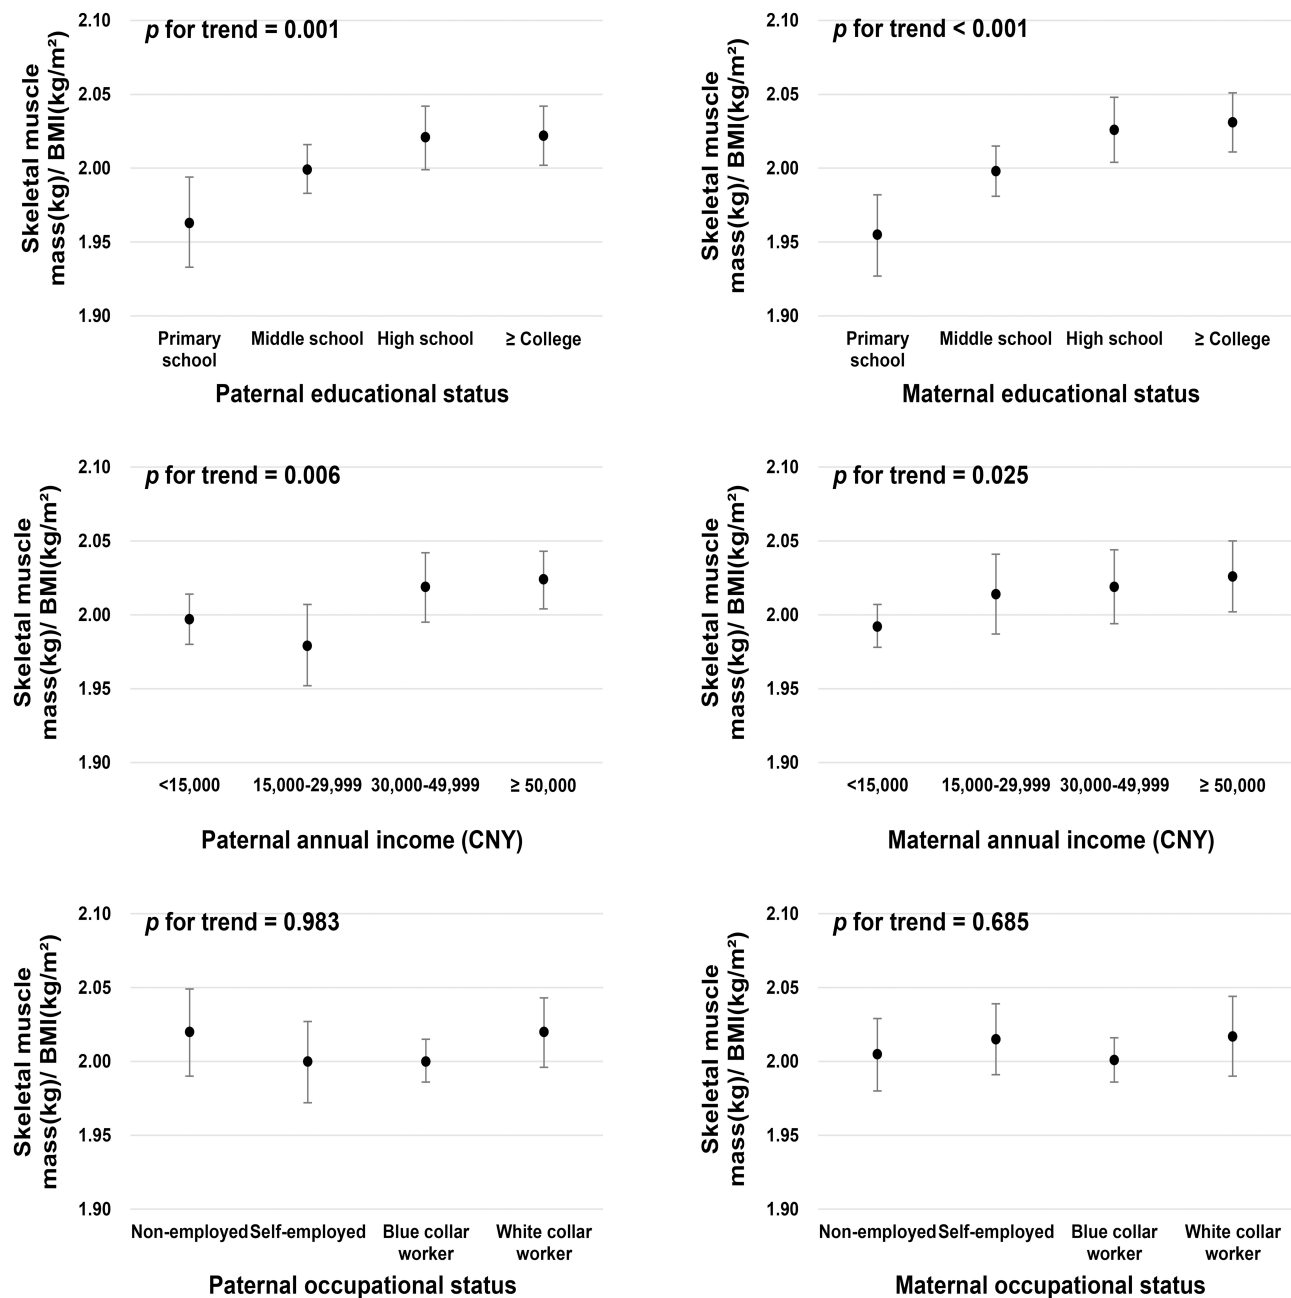 p for trend = 0.001
Skeletal muscle
mass(kg)/ BMI(kg/m²)
2.10
2.05
2.00
1.95
1.90
Primary
school
Middle school
High school
≥ College
Paternal educational status
p for trend < 0.001
Skeletal muscle
mass(kg)/ BMI(kg/m²)
2.10
2.05
2.00
1.95
1.90
Primary
school
Middle school
High school
≥ College
Maternal educational status
p for trend = 0.006
Skeletal muscle
mass(kg)/ BMI(kg/m²)
2.10
2.05
2.00
1.95
1.90
<15,000
15,000-29,999
30,000-49,999
≥ 50,000
Paternal annual income (CNY)
p for trend = 0.025
Skeletal muscle
mass(kg)/ BMI(kg/m²)
2.10
2.05
2.00
1.95
1.90
<15,000
15,000-29,999
30,000-49,999
≥ 50,000
Maternal annual income (CNY)
p for trend = 0.983
Skeletal muscle
mass(kg)/ BMI(kg/m²)
2.10
2.05
2.00
1.95
1.90
Non-employed
Self-employed
Blue collar
worker
White collar
worker
Paternal occupational status
p for trend = 0.685
Skeletal muscle
mass(kg)/ BMI(kg/m²)
2.10
2.05
2.00
1.95
1.90
Non-employed
Self-employed
Blue collar
worker
White collar
worker
Maternal occupational status